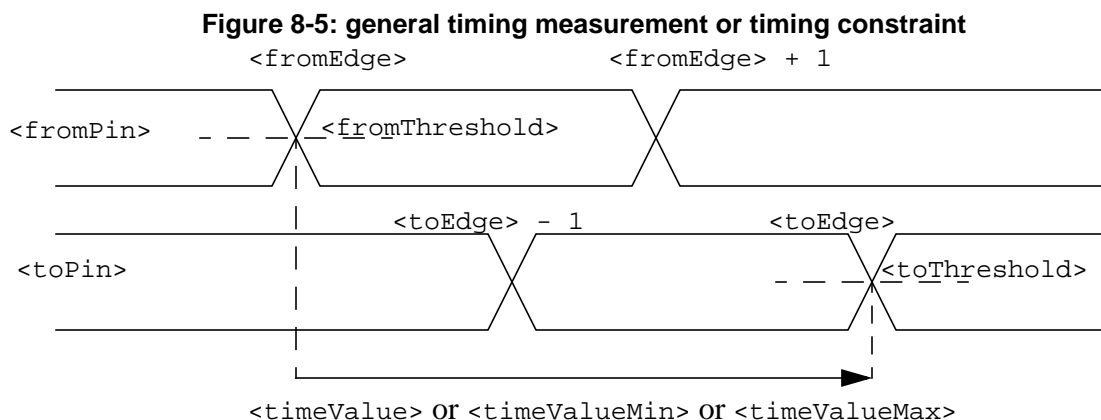 Figure 8-5: general timing measurement or timing constraint
<fromEdge> <fromEdge> + 1
<fromPin> <fromThreshold>
<toEdge> - 1 <toEdge>
<toPin> <toThreshold>
<timeValue> or <timeValueMin> or <timeValueMax>